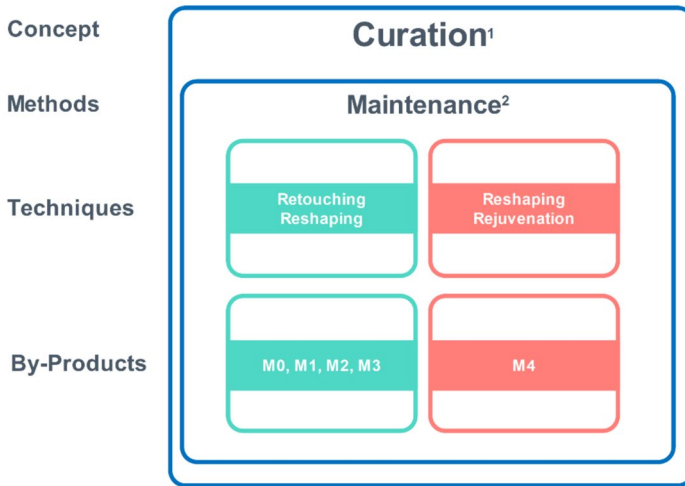 Concept
Curation¹
Methods
Maintenance²
Techniques
Retouching
Reshaping
Reshaping
Rejuvenation
By-Products
M0, M1, M2, M3
M4